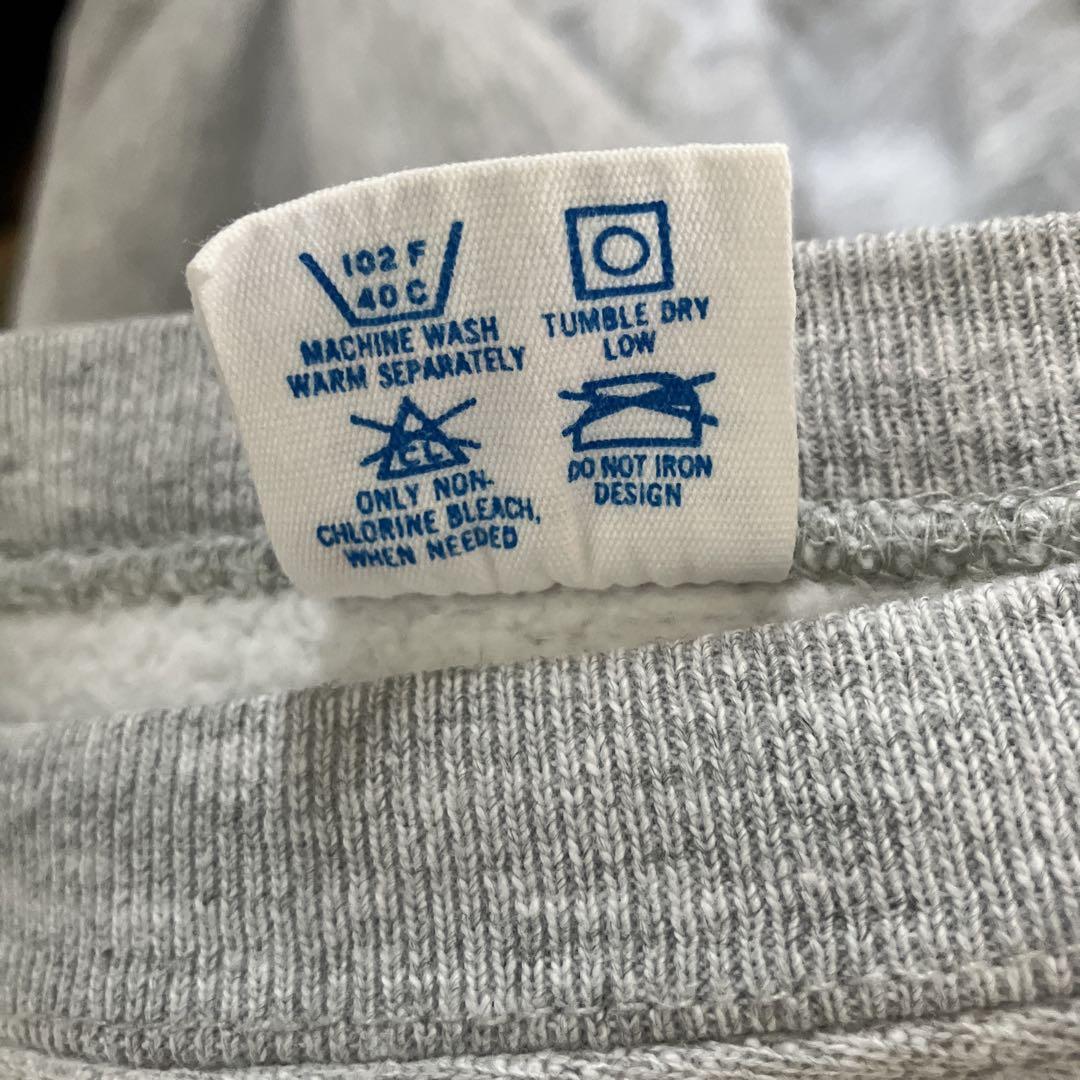 102 F
40 C
MACHINE WASH
WARM SEPARATELY
TUMBLE DRY
LOW
CL
ONLY NON-
CHLORINE BLEACH,
WHEN NEEDED
DO NOT IRON
DESIGN